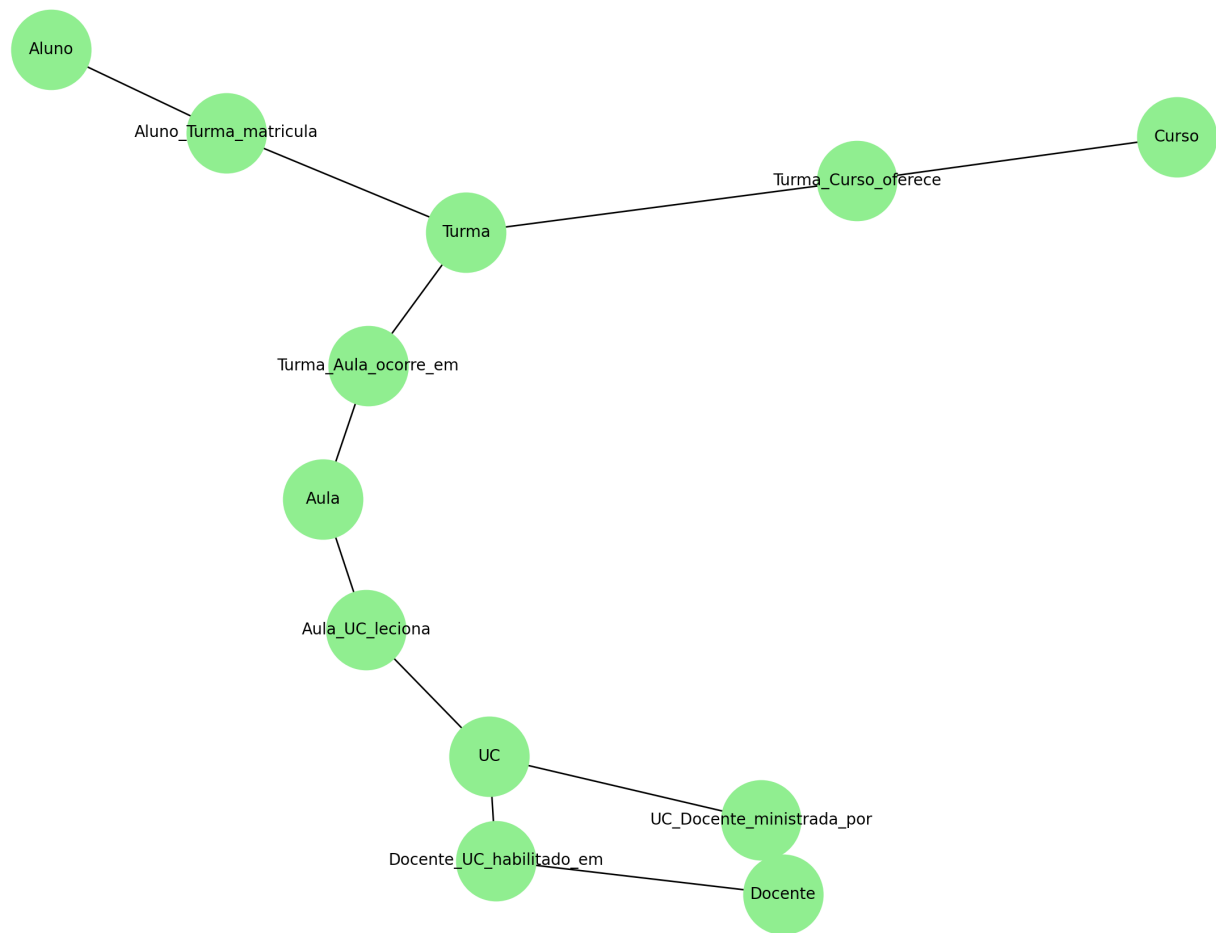 Aluno
Aluno_Turma_matricula
Curso
Turma_Curso_oferece
Turma
Turma_Aula_ocorre_em
Aula
Aula_UC_leciona
UC
UC_Docente_ministrada_por
Docente_UC_habilitado_em
Docente